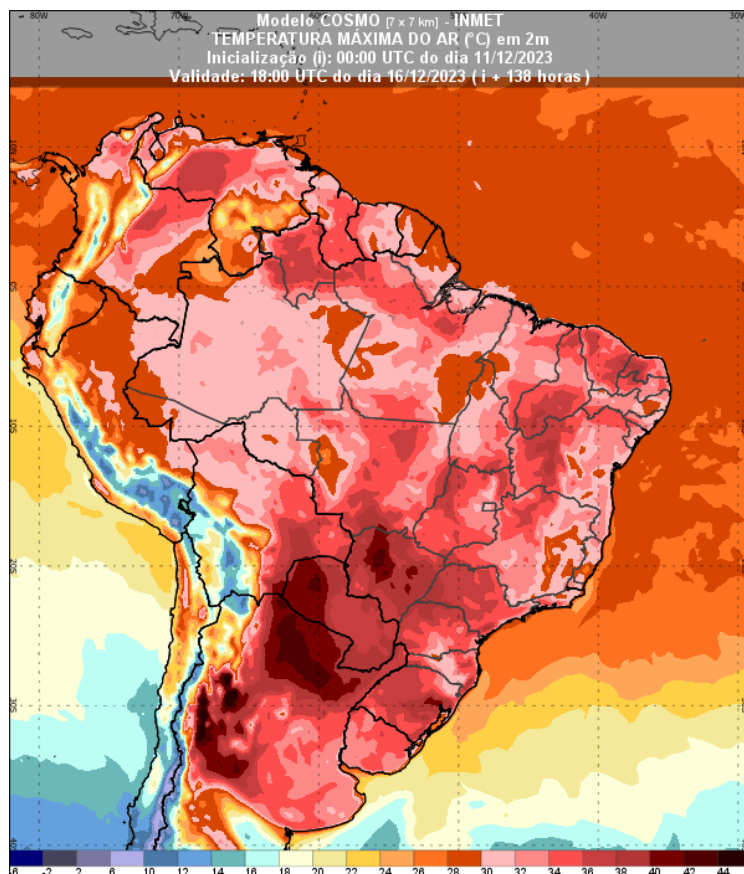 Modelo COSMO [7 x 7 km] - INMET
TEMPERATURA MÁXIMA DO AR (°C) em 2m
Inicialização (i): 00:00 UTC do dia 11/12/2023
Validade: 18:00 UTC do dia 16/12/2023 ( i + 138 horas )
80W 70W 60W 50W 40W 30W
-6 -2 2 6 10 12 14 16 18 20 22 24 26 28 30 32 34 36 38 40 42 44